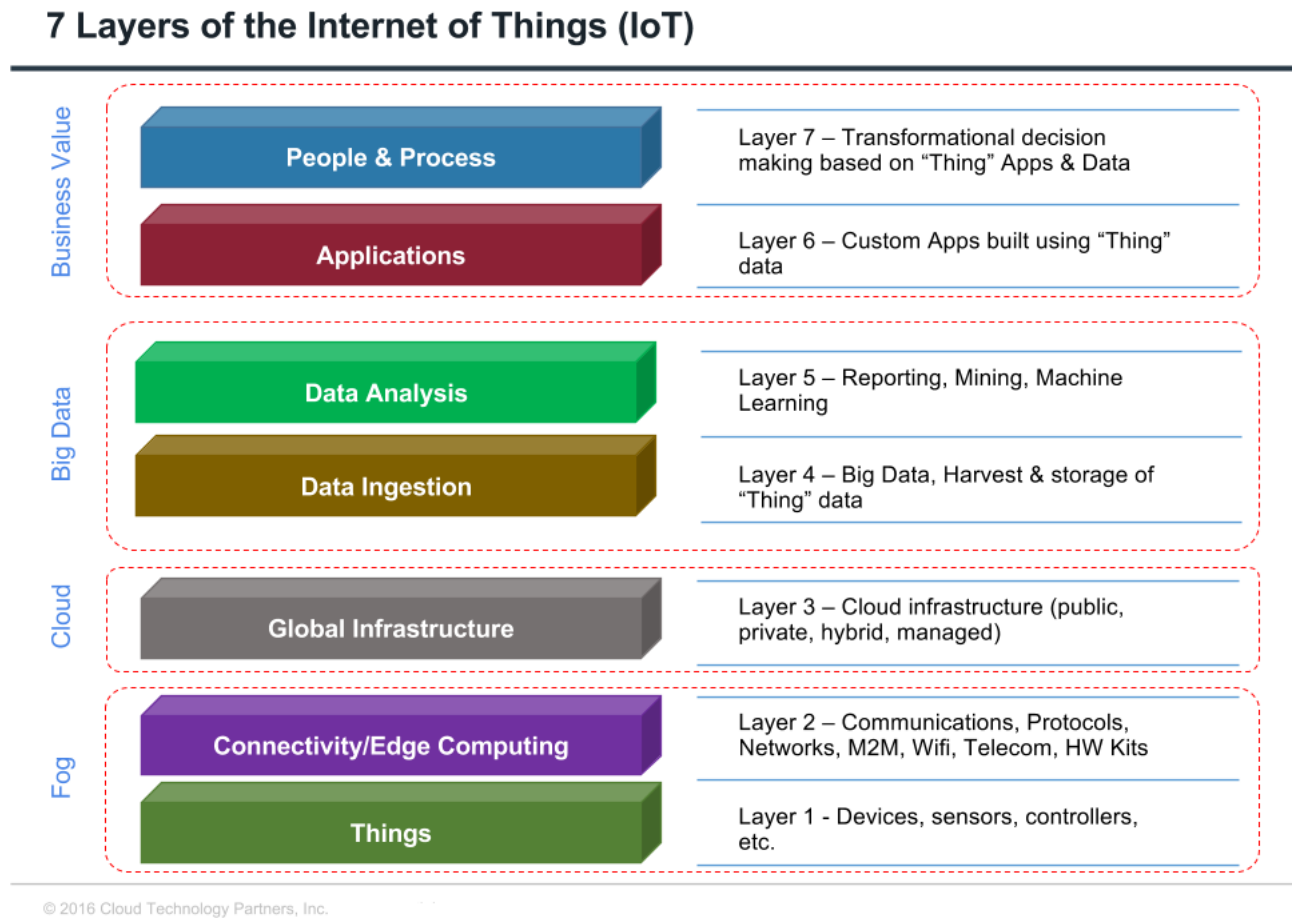 7 Layers of the Internet of Things (IoT)
Business Value
People & Process
Layer 7 – Transformational decision
making based on “Thing” Apps & Data
Applications
Layer 6 – Custom Apps built using “Thing”
data
Big Data
Data Analysis
Layer 5 – Reporting, Mining, Machine
Learning
Data Ingestion
Layer 4 – Big Data, Harvest & storage of
“Thing” data
Cloud
Global Infrastructure
Layer 3 – Cloud infrastructure (public,
private, hybrid, managed)
Fog
Connectivity/Edge Computing
Layer 2 – Communications, Protocols,
Networks, M2M, Wifi, Telecom, HW Kits
Things
Layer 1 - Devices, sensors, controllers,
etc.
© 2016 Cloud Technology Partners, Inc.